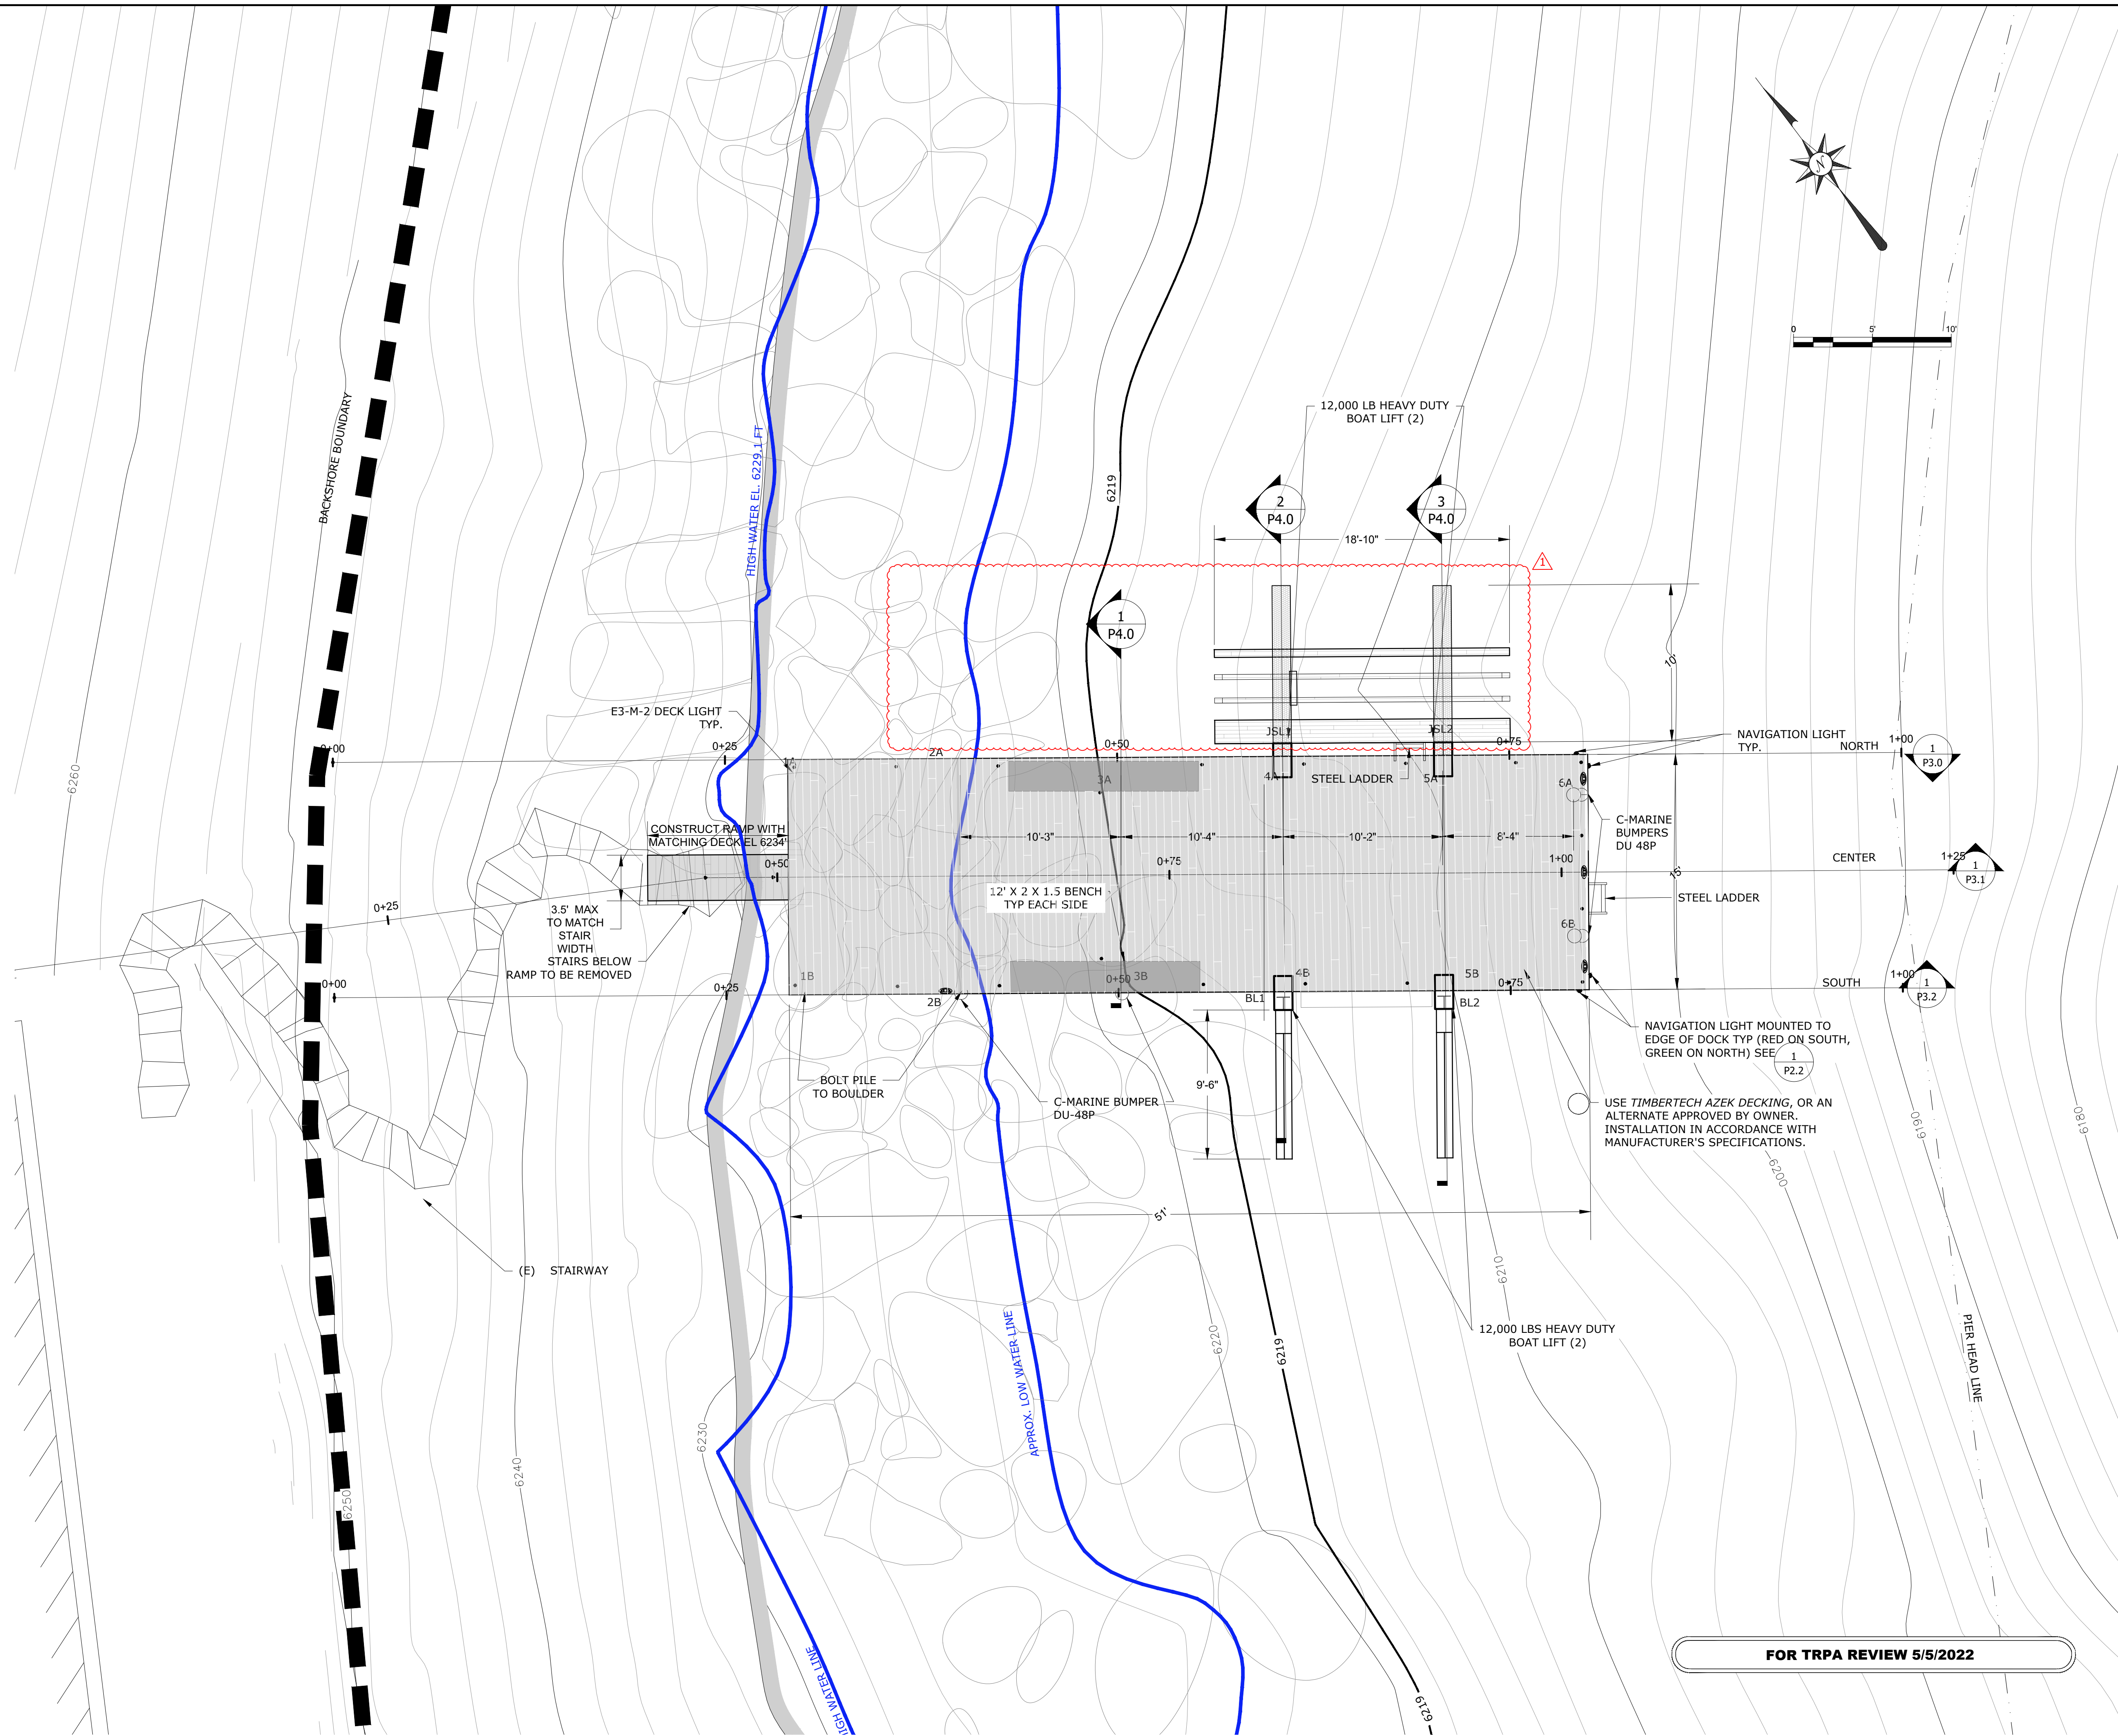 0 5' 10'
N
12,000 LB HEAVY DUTY
BOAT LIFT (2)
BACKSHORE BOUNDARY
HIGH WATER EL. 6229.1 FT
6219
2
P4.0
3
P4.0
18'-10"
1
1
P4.0
10'
E3-M-2 DECK LIGHT
TYP.
JSL2
NAVIGATION LIGHT
TYP.
NORTH
1+00
1
P3.0
0+00
0+25
2A
0+50
0+75
6260
3A
4A
STEEL LADDER
5A
6A
CONSTRUCT RAMP WITH
MATCHING DECK EL 6234'
10'-3"
10'-4"
10'-2"
8'-4"
C-MARINE
BUMPERS
DU 48P
0+25
0+50
0+75
1+00
CENTER
1+25
1
P3.1
15'
12' X 2 X 1.5 BENCH
TYP EACH SIDE
STEEL LADDER
3.5' MAX
TO MATCH
STAIR
WIDTH
STAIRS BELOW
RAMP TO BE REMOVED
6B
1B
3B
4B
5B
0+00
0+25
2B
0+50
BL1
BL2
0+75
SOUTH
1+00
1
P3.2
NAVIGATION LIGHT MOUNTED TO
EDGE OF DOCK TYP (RED ON SOUTH,
GREEN ON NORTH) SEE
1
P2.2
BOLT PILE
TO BOULDER
C-MARINE BUMPER
DU-48P
9'-6"
USE TIMBERTECH AZEK DECKING, OR AN
ALTERNATE APPROVED BY OWNER.
INSTALLATION IN ACCORDANCE WITH
MANUFACTURER'S SPECIFICATIONS.
6190
6180
6200
51'
(E) STAIRWAY
6210
12,000 LBS HEAVY DUTY
BOAT LIFT (2)
APPROX. LOW WATER LINE
6220
6219
PIER HEAD LINE
6230
6240
6250
HIGH WATER LINE
6219
FOR TRPA REVIEW 5/5/2022